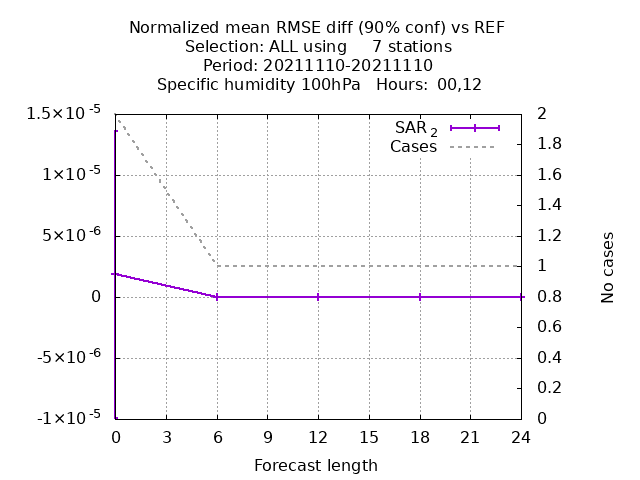 Normalized mean RMSE diff (90% conf) vs REF
Selection: ALL using     7 stations
Period: 20211110-20211110
Specific humidity 100hPa   Hours: 00,12
1.5×10^-5
1×10^-5
5×10^-6
0
-5×10^-6
-1×10^-5
SAR_2
Cases
2
1.8
1.6
1.4
1.2
1
0.8
0.6
0.4
0.2
0
No cases
0 3 6 9 12 15 18 21 24
Forecast length